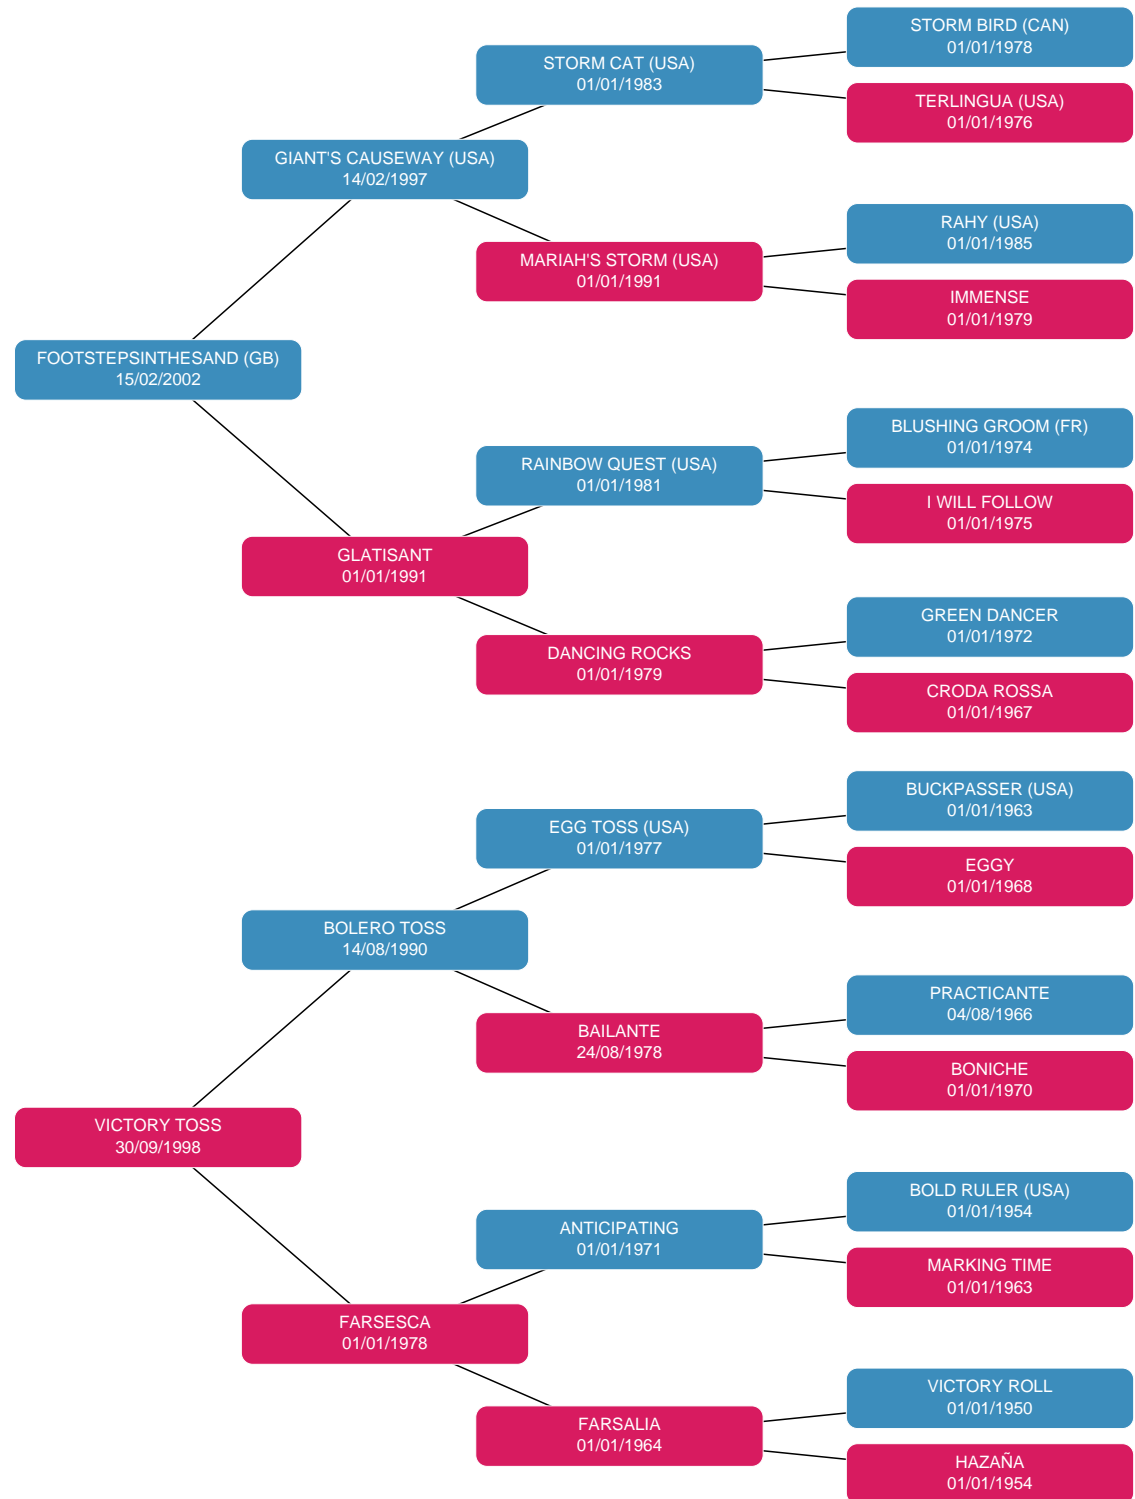 STORM BIRD (CAN)
01/01/1978
STORM CAT (USA)
01/01/1983
TERLINGUA (USA)
01/01/1976
GIANT'S CAUSEWAY (USA)
14/02/1997
RAHY (USA)
01/01/1985
MARIAH'S STORM (USA)
01/01/1991
IMMENSE
01/01/1979
FOOTSTEPSINTHESAND (GB)
15/02/2002
BLUSHING GROOM (FR)
01/01/1974
RAINBOW QUEST (USA)
01/01/1981
I WILL FOLLOW
01/01/1975
GLATISANT
01/01/1991
GREEN DANCER
01/01/1972
DANCING ROCKS
01/01/1979
CRODA ROSSA
01/01/1967
BUCKPASSER (USA)
01/01/1963
EGG TOSS (USA)
01/01/1977
EGGY
01/01/1968
BOLERO TOSS
14/08/1990
PRACTICANTE
04/08/1966
BAILANTE
24/08/1978
BONICHE
01/01/1970
VICTORY TOSS
30/09/1998
BOLD RULER (USA)
01/01/1954
ANTICIPATING
01/01/1971
MARKING TIME
01/01/1963
FARSESCA
01/01/1978
VICTORY ROLL
01/01/1950
FARSALIA
01/01/1964
HAZAÑA
01/01/1954